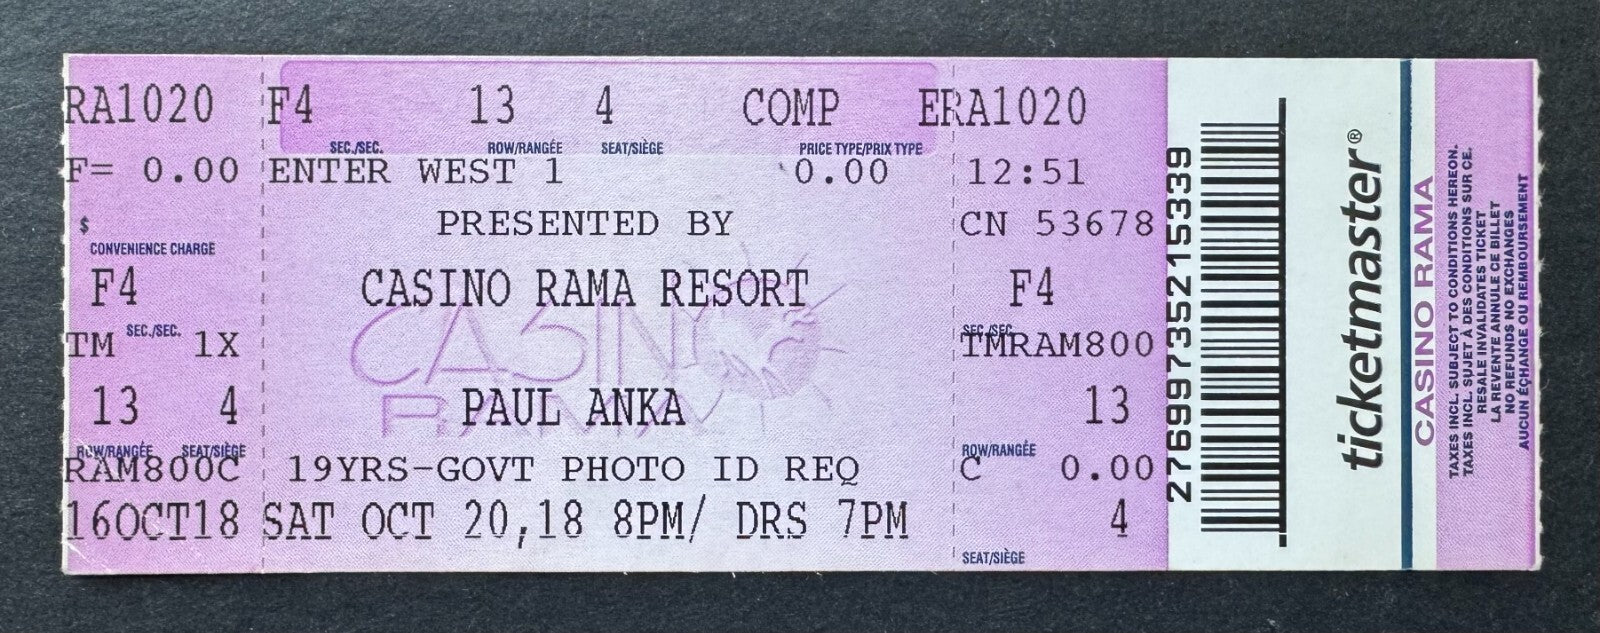 RA1020 F4 13 4 COMP ERA1020
SEC./SEC. ROW/RANGÉE SEAT/SIÈGE PRICE TYPE/PRIX TYPE
F= 0.00 ENTER WEST 1 0.00 12:51
$ PRESENTED BY CN 53678
CONVENIENCE CHARGE
F4 CASINO RAMA RESORT F4
SEC./SEC. SEC./SEC.
TM 1X CASINO TMRAM800
13 4 PAUL ANKA 13
RAMA
ROW/RANGÉE SEAT/SIÈGE ROW/RANGÉE
RAM800C 19YRS-GOVT PHOTO ID REQ C 0.00
16OCT18 SAT OCT 20,18 8PM/ DRS 7PM 4
SEAT/SIÈGE
27699735215339
ticketmaster®
CASINO RAMA
TAXES INCL. SUBJECT TO CONDITIONS HEREON.
TAXES INCL. SUJET À DES CONDITIONS SUR CE.
RESALE INVALIDATES TICKET
LA REVENTE ANNULE CE BILLET
NO REFUNDS NO EXCHANGES
AUCUN ÉCHANGE OU REMBOURSEMENT